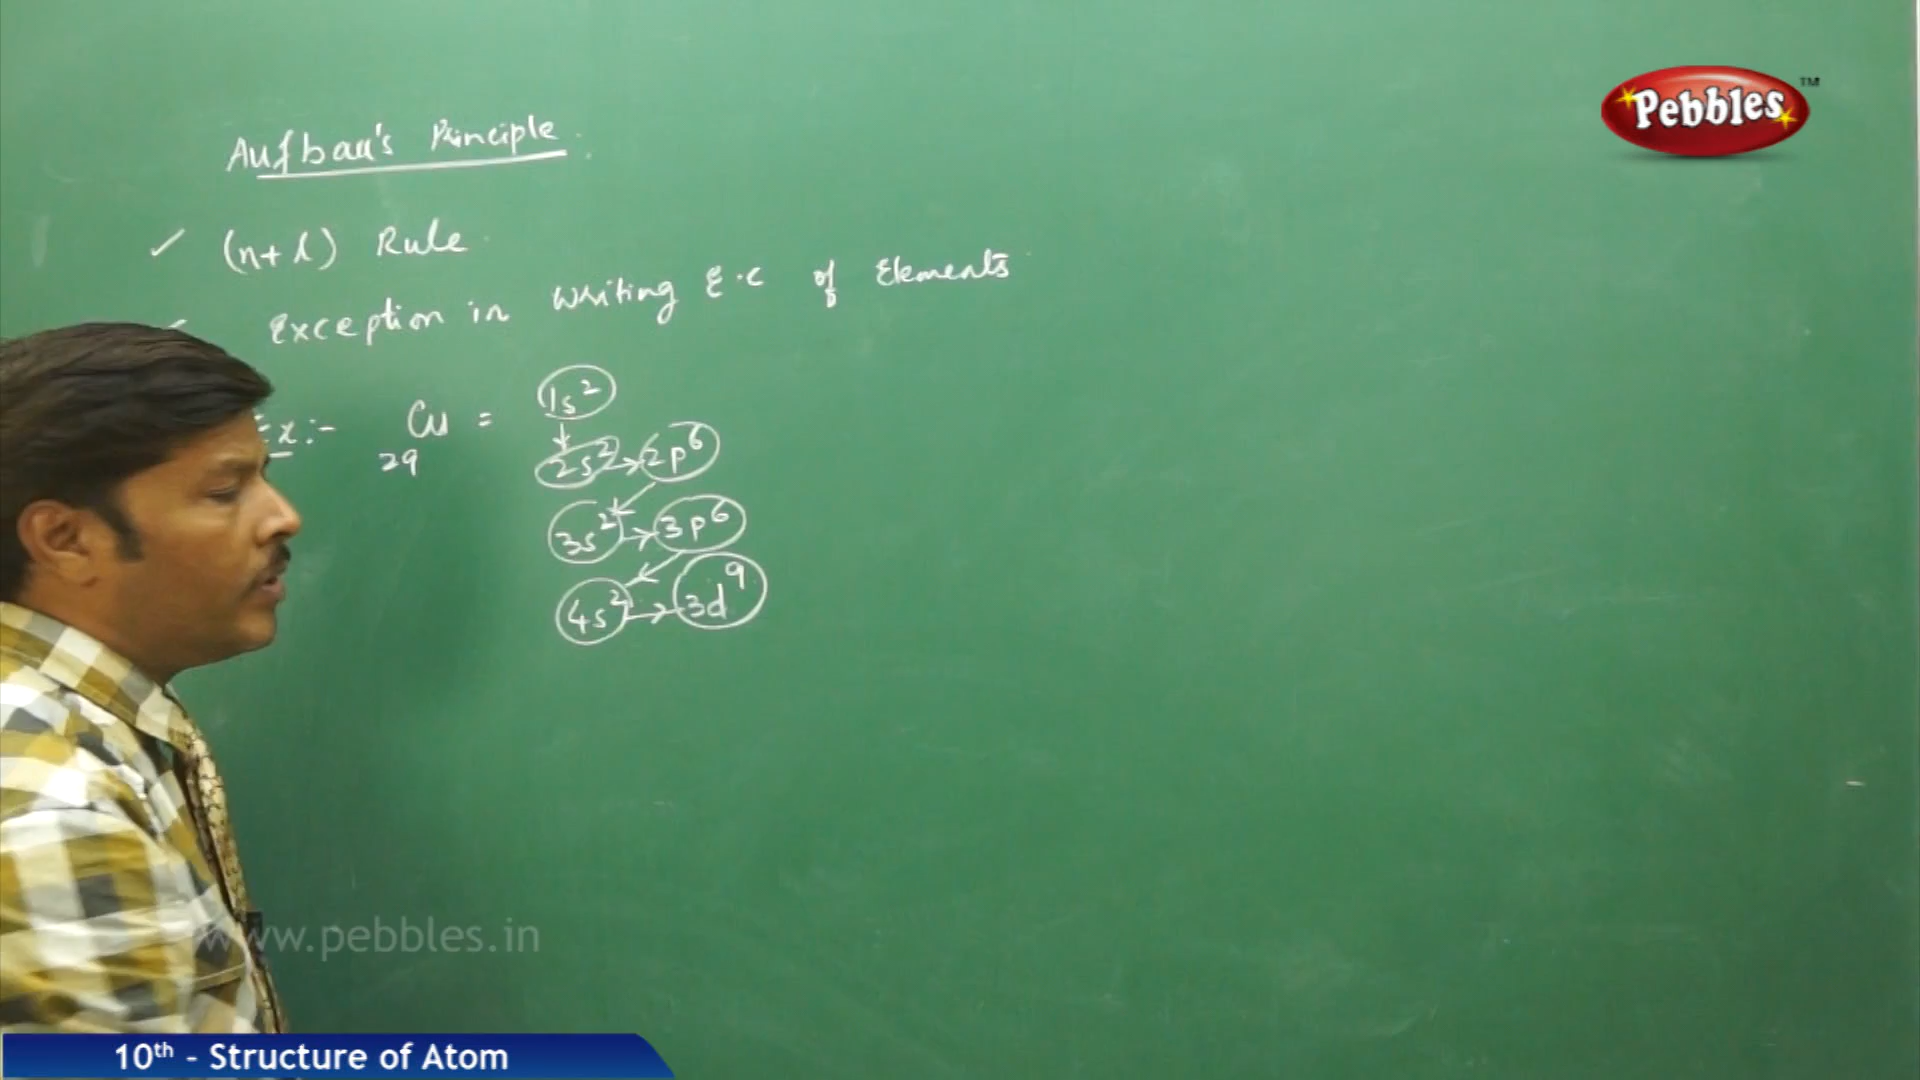 Pebbles™
Aufbau's Principle.
✓ (n+l) Rule.
Exception in Writing E.C of Elements
Ex:- ₂₉Cu = 1s²
2s² → 2p⁶
3s² → 3p⁶
4s² → 3d⁹
www.pebbles.in
10th - Structure of Atom